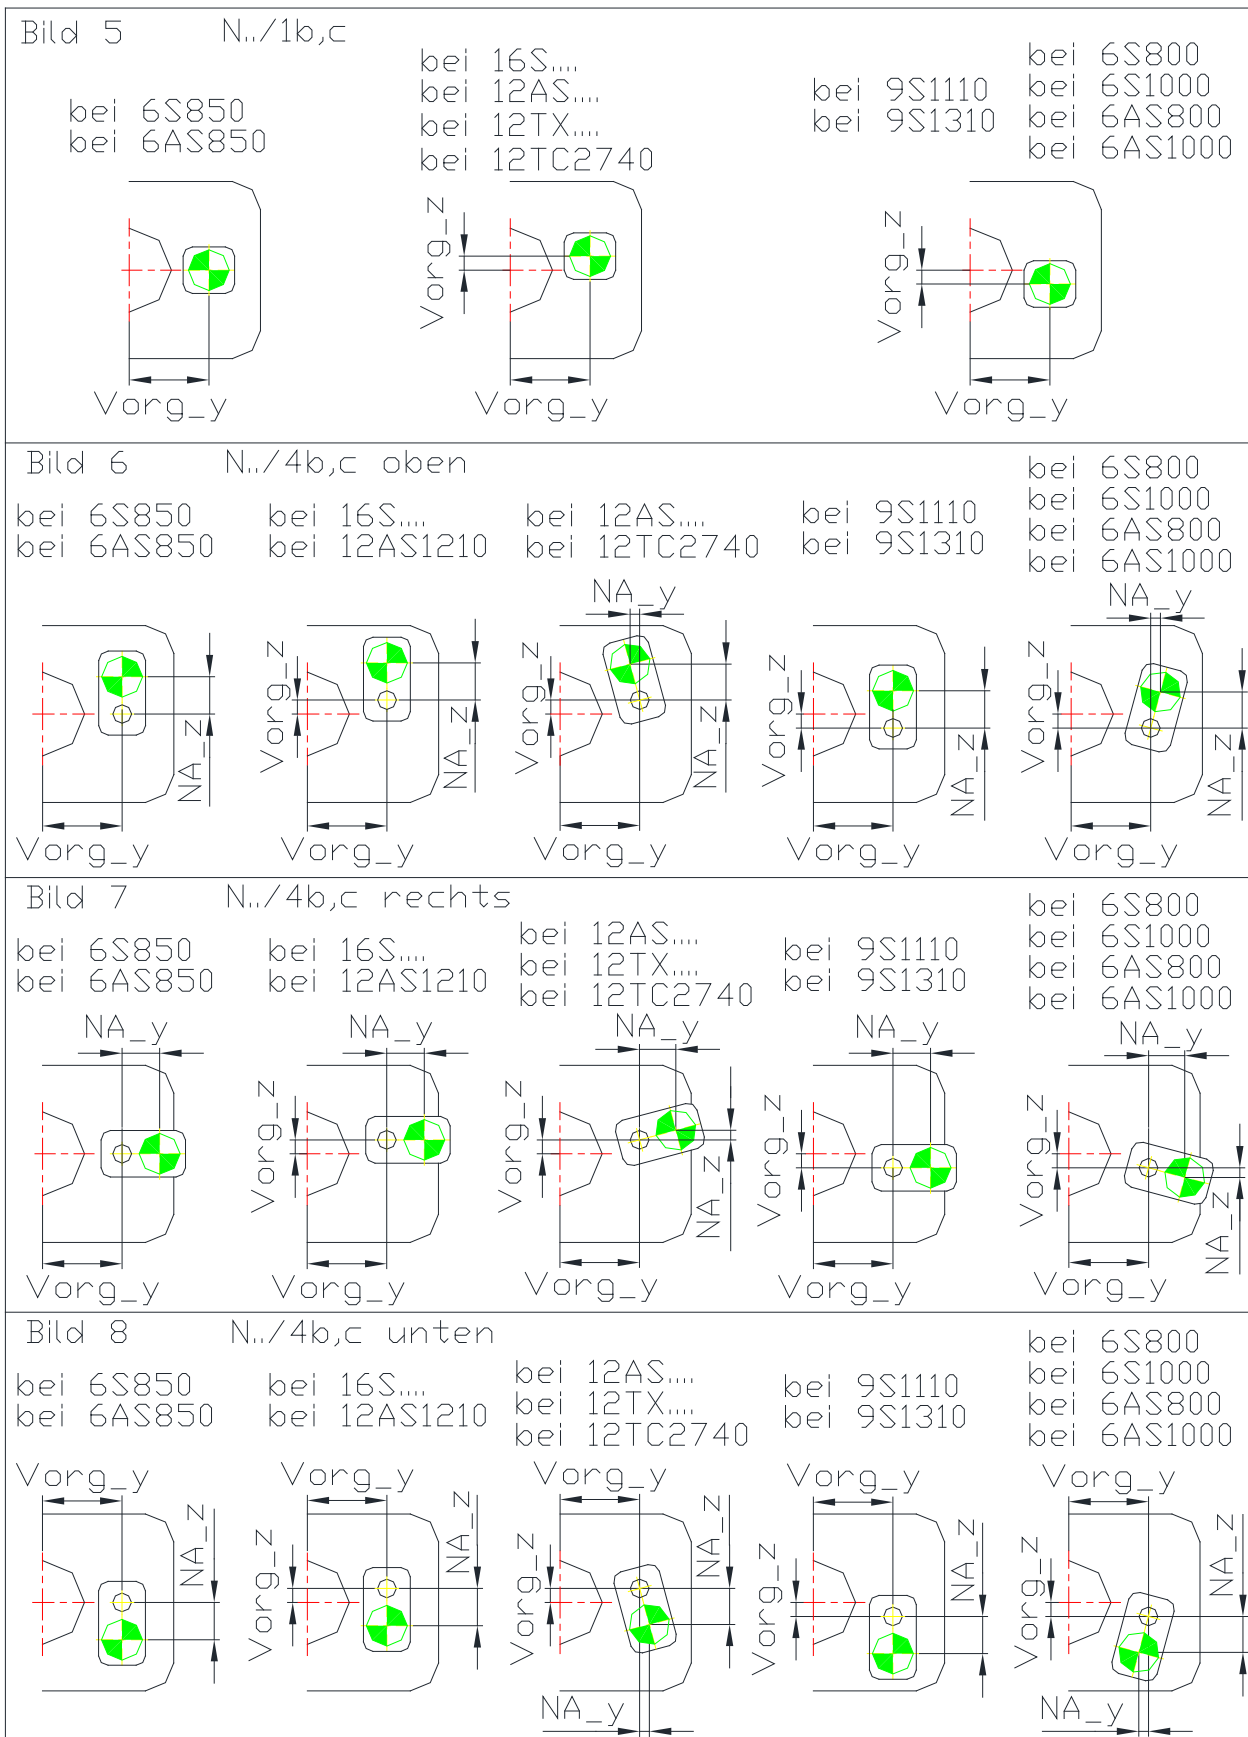 Bild 5 N../1b,c
bei 6S850
bei 6AS850
bei 16S....
bei 12AS....
bei 12TX....
bei 12TC2740
bei 9S1110
bei 9S1310
bei 6S800
bei 6S1000
bei 6AS800
bei 6AS1000
Vorg_z
Vorg_z
Vorg_y
Vorg_y
Vorg_y
Bild 6 N../4b,c oben
bei 6S850
bei 6AS850
bei 16S....
bei 12AS1210
bei 12AS....
bei 12TC2740
bei 9S1110
bei 9S1310
bei 6S800
bei 6S1000
bei 6AS800
bei 6AS1000
NA_y
NA_y
NA_z
Vorg_z
NA_z
Vorg_z
NA_z
Vorg_z
NA_z
Vorg_z
NA_z
Vorg_y
Vorg_y
Vorg_y
Vorg_y
Vorg_y
Bild 7 N../4b,c rechts
bei 6S850
bei 6AS850
bei 16S....
bei 12AS1210
bei 12AS....
bei 12TX....
bei 12TC2740
bei 9S1110
bei 9S1310
bei 6S800
bei 6S1000
bei 6AS800
bei 6AS1000
NA_y
NA_y
NA_y
NA_y
NA_y
Vorg_z
Vorg_z
NA_z
Vorg_z
Vorg_z
NA_z
Vorg_y
Vorg_y
Vorg_y
Vorg_y
Vorg_y
Bild 8 N../4b,c unten
bei 6S850
bei 6AS850
bei 16S....
bei 12AS1210
bei 12AS....
bei 12TX....
bei 12TC2740
bei 9S1110
bei 9S1310
bei 6S800
bei 6S1000
bei 6AS800
bei 6AS1000
Vorg_y
Vorg_y
Vorg_y
Vorg_y
Vorg_y
NA_z
Vorg_z
NA_z
Vorg_z
NA_z
Vorg_z
NA_z
Vorg_z
NA_z
NA_y
NA_y